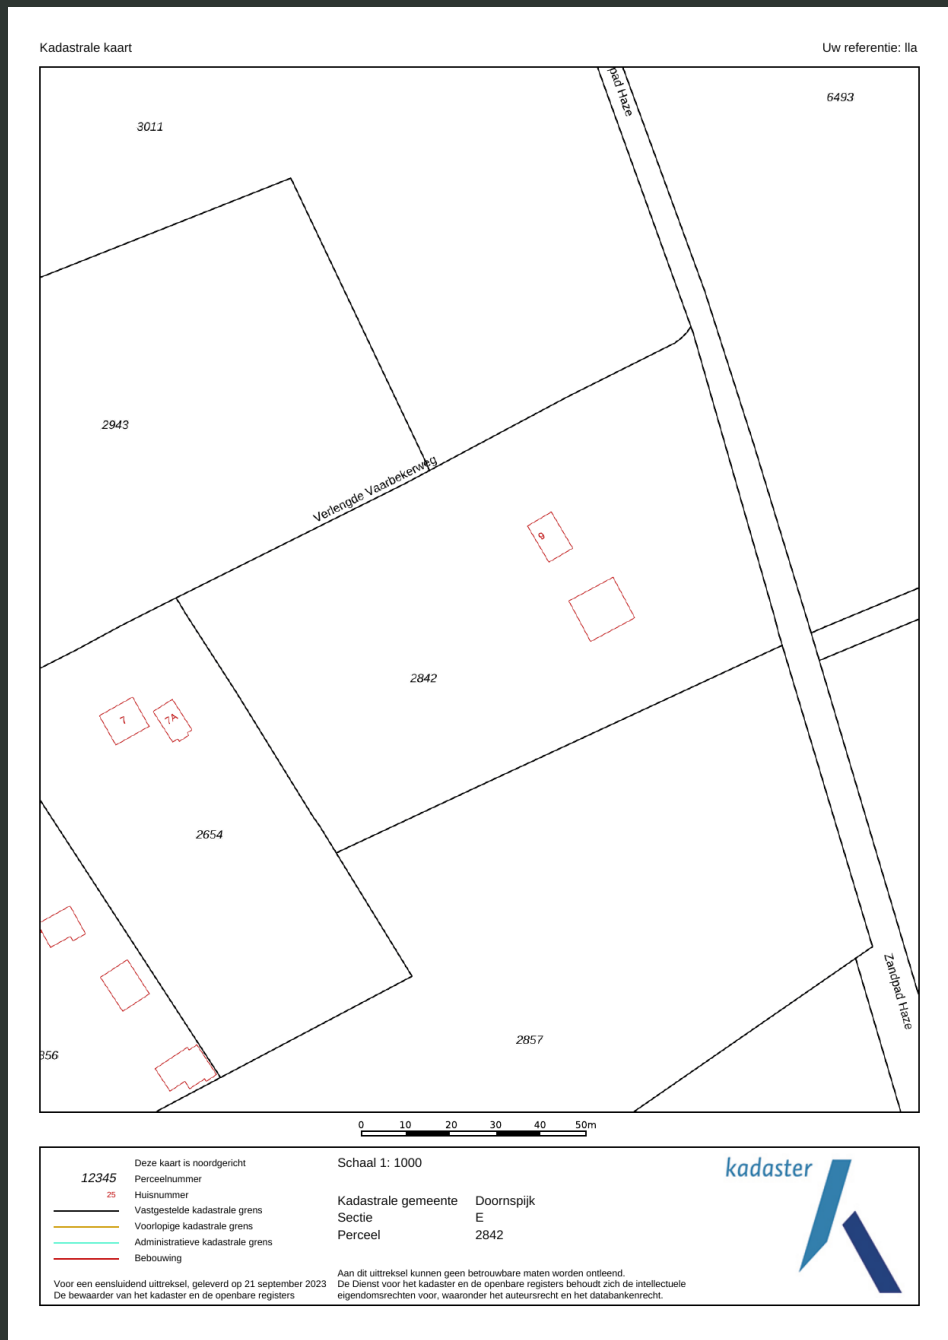 Kadastrale kaart
Uw referentie: lla
pad Haze
6493
3011
2943
Verlengde Vaarbekerweg
9
2842
7
7A
2654
Zandpad Haze
2857
356
0 10 20 30 40 50m
Deze kaart is noordgericht
12345 Perceelnummer
25 Huisnummer
Vastgestelde kadastrale grens
Voorlopige kadastrale grens
Administratieve kadastrale grens
Bebouwing
Voor een eensluidend uittreksel, geleverd op 21 september 2023
De bewaarder van het kadaster en de openbare registers
Schaal 1: 1000
Kadastrale gemeente Doornspijk
Sectie E
Perceel 2842
Aan dit uittreksel kunnen geen betrouwbare maten worden ontleend.
De Dienst voor het kadaster en de openbare registers behoudt zich de intellectuele
eigendomsrechten voor, waaronder het auteursrecht en het databankenrecht.
kadaster